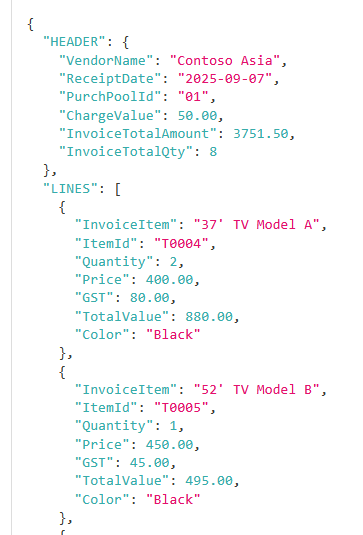 {
"HEADER": {
"VendorName": "Contoso Asia",
"ReceiptDate": "2025-09-07",
"PurchPoolId": "01",
"ChargeValue": 50.00,
"InvoiceTotalAmount": 3751.50,
"InvoiceTotalQty": 8
},
"LINES": [
{
"InvoiceItem": "37' TV Model A",
"ItemId": "T0004",
"Quantity": 2,
"Price": 400.00,
"GST": 80.00,
"TotalValue": 880.00,
"Color": "Black"
},
{
"InvoiceItem": "52' TV Model B",
"ItemId": "T0005",
"Quantity": 1,
"Price": 450.00,
"GST": 45.00,
"TotalValue": 495.00,
"Color": "Black"
},
{